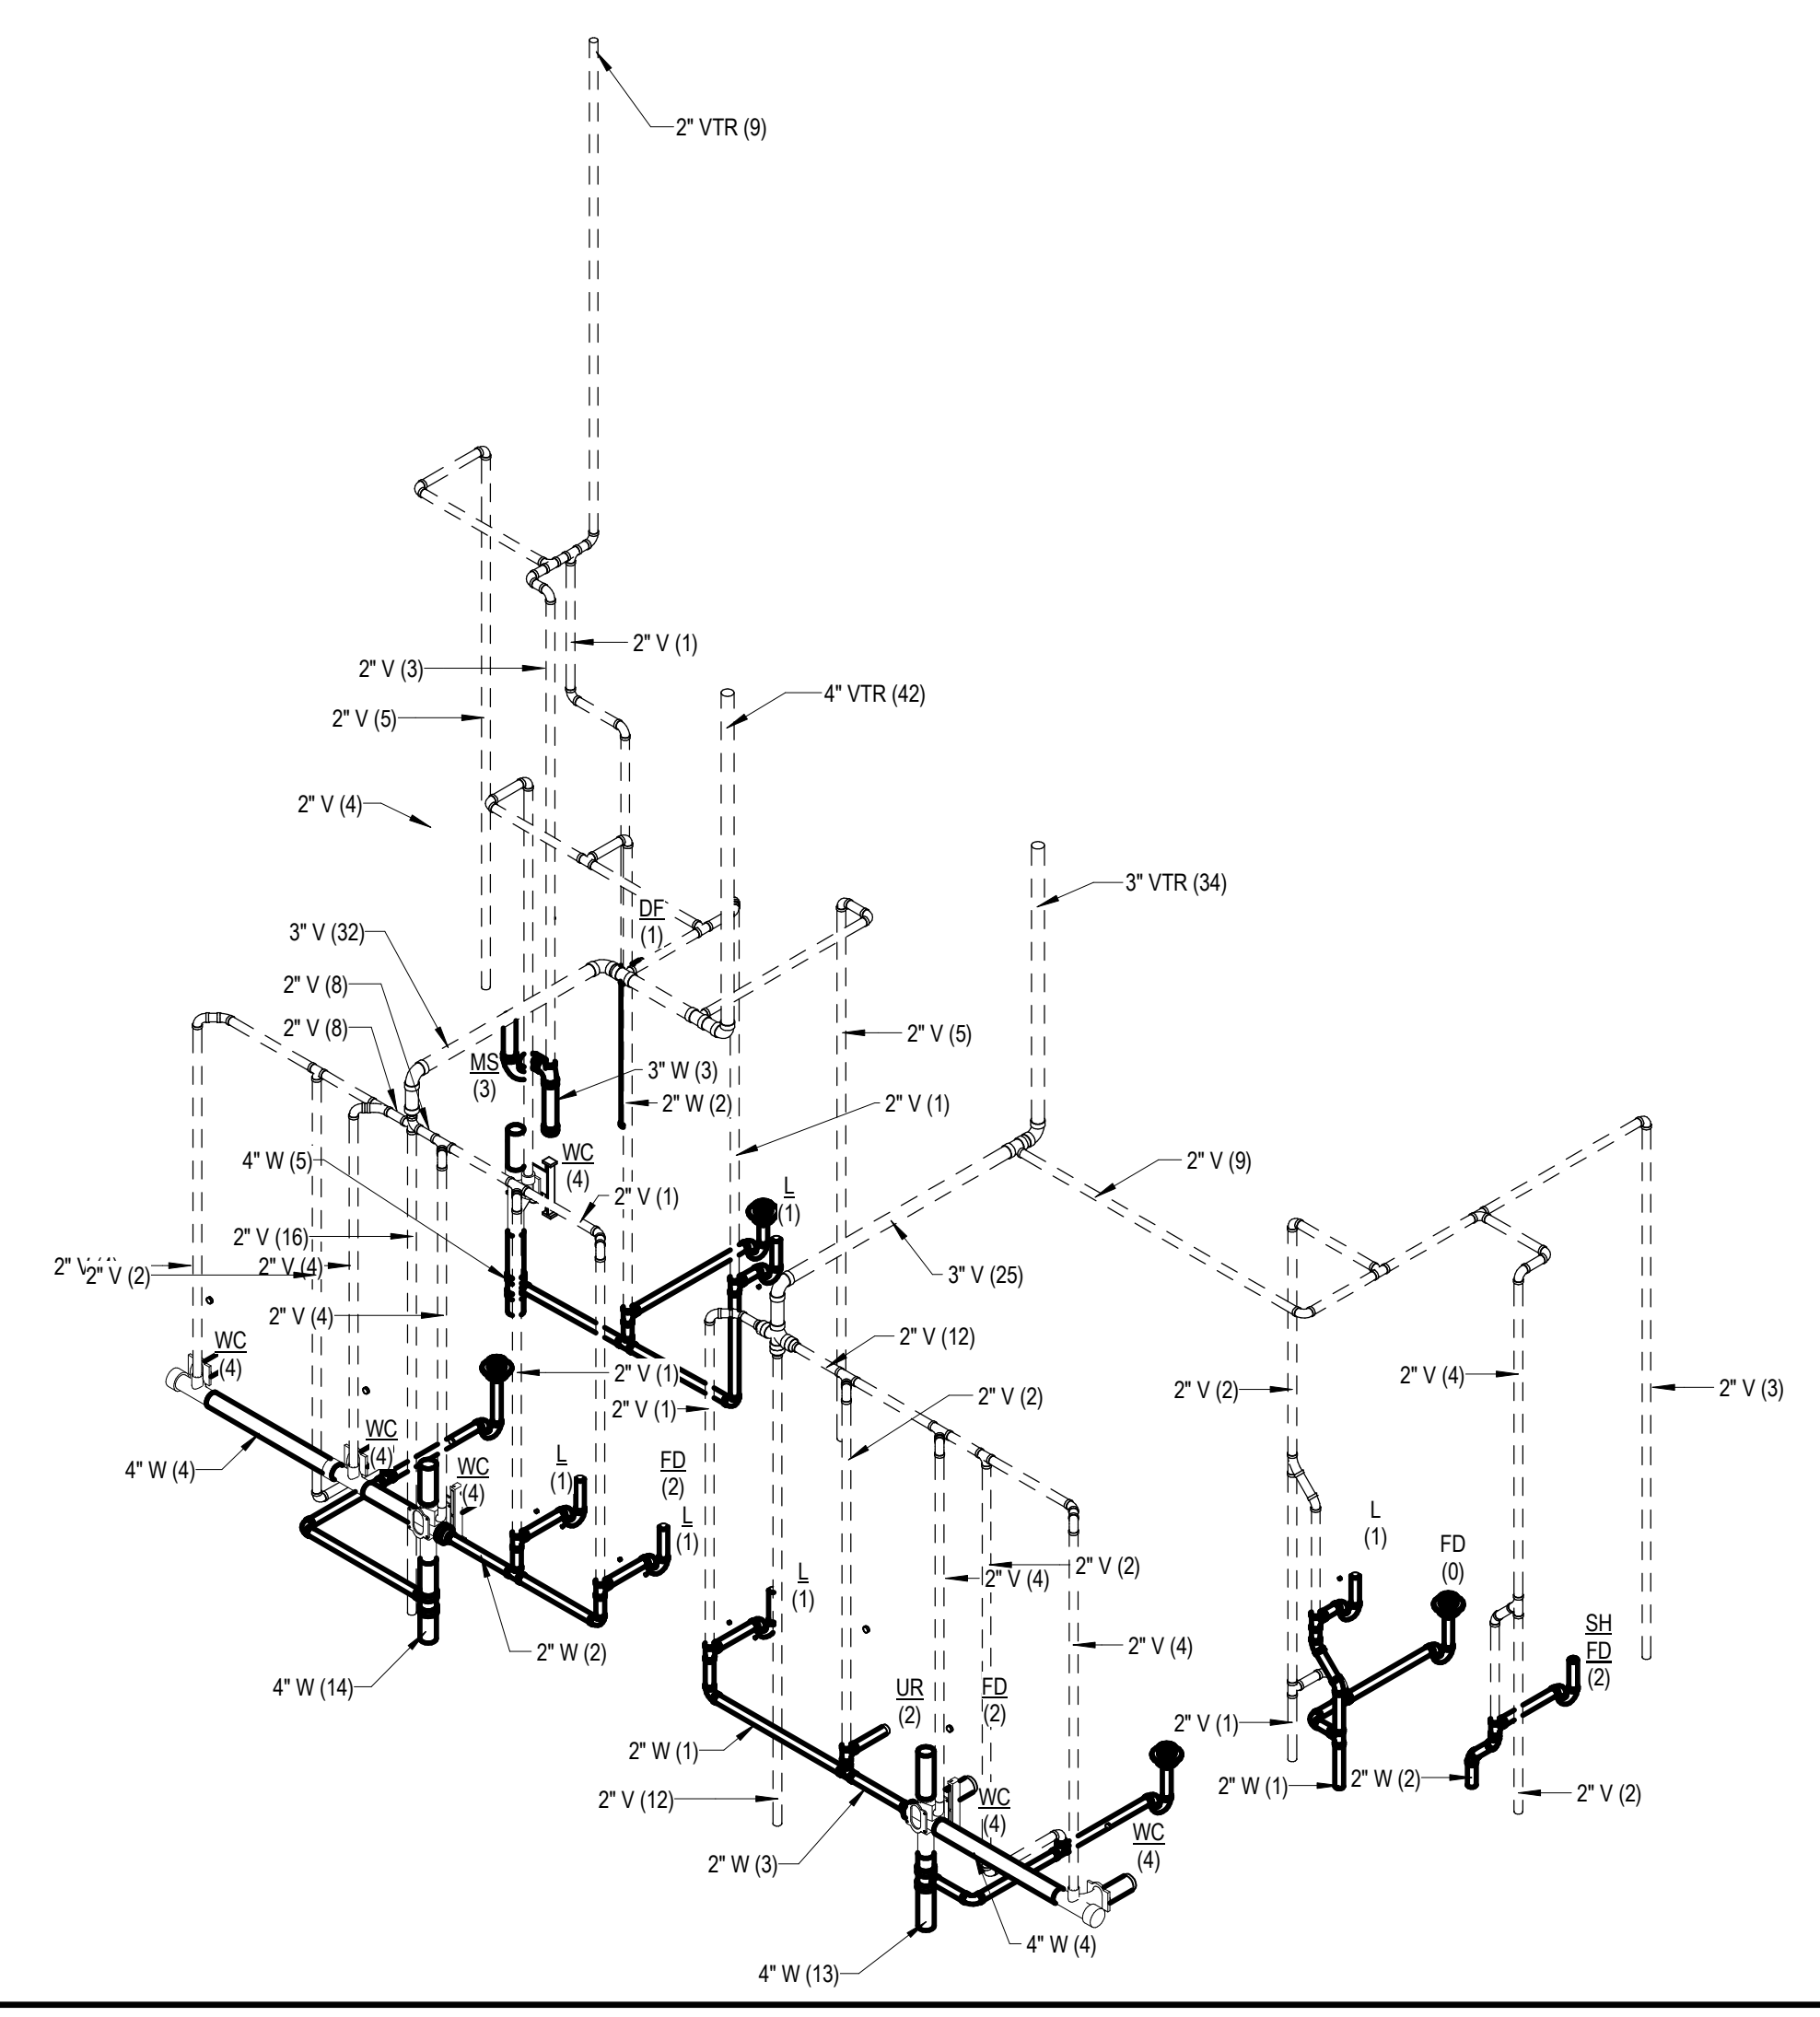 2" VTR (9)
2" V (1)
2" V (3)
4" VTR (42)
2" V (5)
2" V (4)
3" VTR (34)
DF
(1)
3" V (32)
2" V (8)
2" V (8)
2" V (5)
MS
(3)
3" W (3)
2" W (2)
2" V (1)
WC
(4)
4" W (5)
2" V (9)
2" V (1)
L
(1)
2" V (16)
2" V
2" V (2)
2" V (4)
3" V (25)
2" V (4)
2" V (12)
WC
(4)
2" V (1)
2" V (2)
2" V (4)
2" V (3)
2" V (1)
2" V (2)
WC
(4)
4" W (4)
WC
(4)
L
(1)
FD
(2)
L
(1)
L
(1)
FD
(0)
2" V (2)
2" V (4)
L
(1)
SH
FD
(2)
2" W (2)
2" V (4)
4" W (14)
UR
(2)
FD
(2)
2" V (1)
2" W (1)
2" W (1)
2" W (2)
2" V (2)
2" V (12)
WC
(4)
WC
(4)
2" W (3)
4" W (4)
4" W (13)